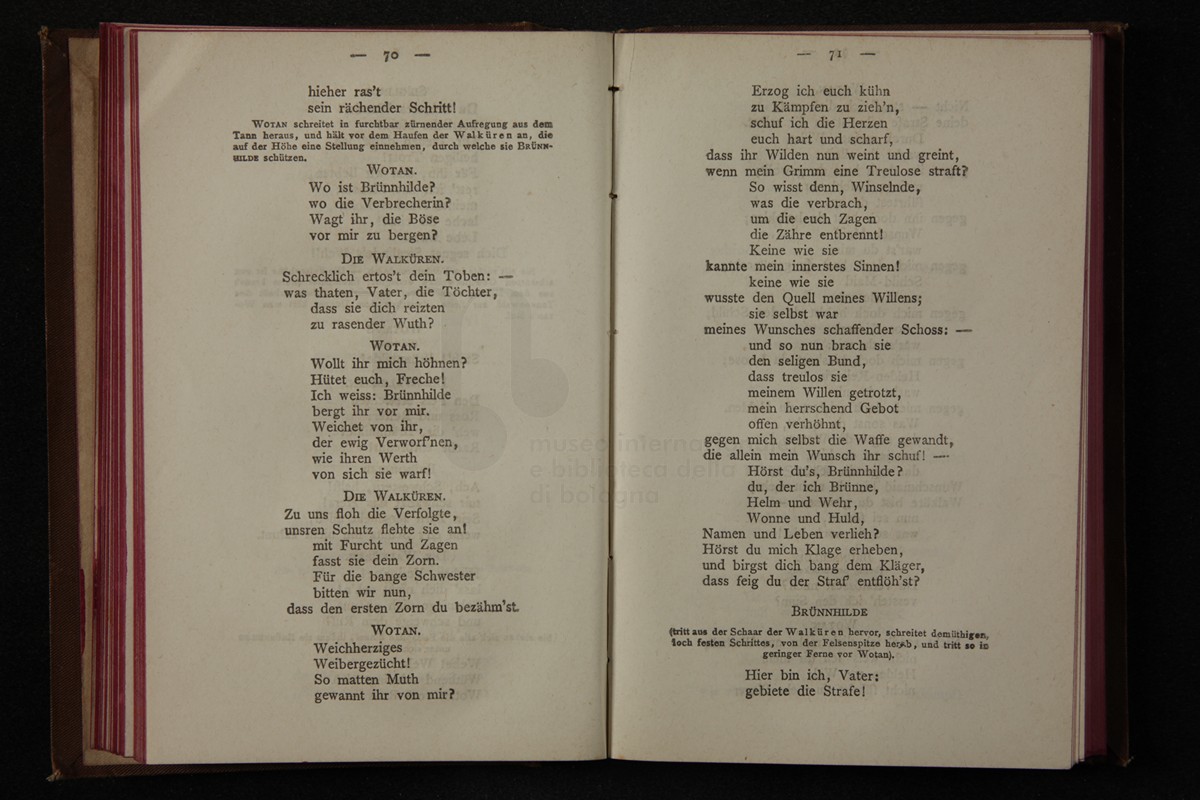 — 70 —
hieher ras't
sein rächender Schritt!
WOTAN schreitet in furchtbar zürnender Aufregung aus dem
Tann heraus, und hält vor dem Haufen der Walküren an, die
auf der Höhe eine Stellung einnehmen, durch welche sie BRÜNN-
HILDE schützen.
WOTAN.
Wo ist Brünnhilde?
wo die Verbrecherin?
Wagt ihr, die Böse
vor mir zu bergen?
DIE WALKÜREN.
Schrecklich ertos't dein Toben: —
was thaten, Vater, die Töchter,
dass sie dich reizten
zu rasender Wuth?
WOTAN.
Wollt ihr mich höhnen?
Hütet euch, Freche!
Ich weiss: Brünnhilde
bergt ihr vor mir.
Weichet von ihr,
der ewig Verworf'nen,
wie ihren Werth
von sich sie warf!
DIE WALKÜREN.
Zu uns floh die Verfolgte,
unsren Schutz flehte sie an!
mit Furcht und Zagen
fasst sie dein Zorn.
Für die bange Schwester
bitten wir nun,
dass den ersten Zorn du bezähm'st.
WOTAN.
Weichherziges
Weibergezücht!
So matten Muth
gewannt ihr von mir?
— 71 —
Erzog ich euch kühn
zu Kämpfen zu zieh'n,
schuf ich die Herzen
euch hart und scharf,
dass ihr Wilden nun weint und greint,
wenn mein Grimm eine Treulose straft?
So wisst denn, Winselnde,
was die verbrach,
um die euch Zagen
die Zähre entbrennt!
Keine wie sie
kannte mein innerstes Sinnen!
keine wie sie
wusste den Quell meines Willens;
sie selbst war
meines Wunsches schaffender Schoss: —
und so nun brach sie
den seligen Bund,
dass treulos sie
meinem Willen getrotzt,
mein herrschend Gebot
offen verhöhnt,
gegen mich selbst die Waffe gewandt,
die allein mein Wunsch ihr schuf! —
Hörst du's, Brünnhilde?
du, der ich Brünne,
Helm und Wehr,
Wonne und Huld,
Namen und Leben verlieh?
Hörst du mich Klage erheben,
und birgst dich bang dem Kläger,
dass feig du der Straf' entflöh'st?
BRÜNNHILDE
(tritt aus der Schaar der Walküren hervor, schreitet demüthigen,
doch festen Schrittes, von der Felsenspitze herab, und tritt so in
geringer Ferne vor Wotan).
Hier bin ich, Vater:
gebiete die Strafe!
museo interna
e biblioteca della
di bologna